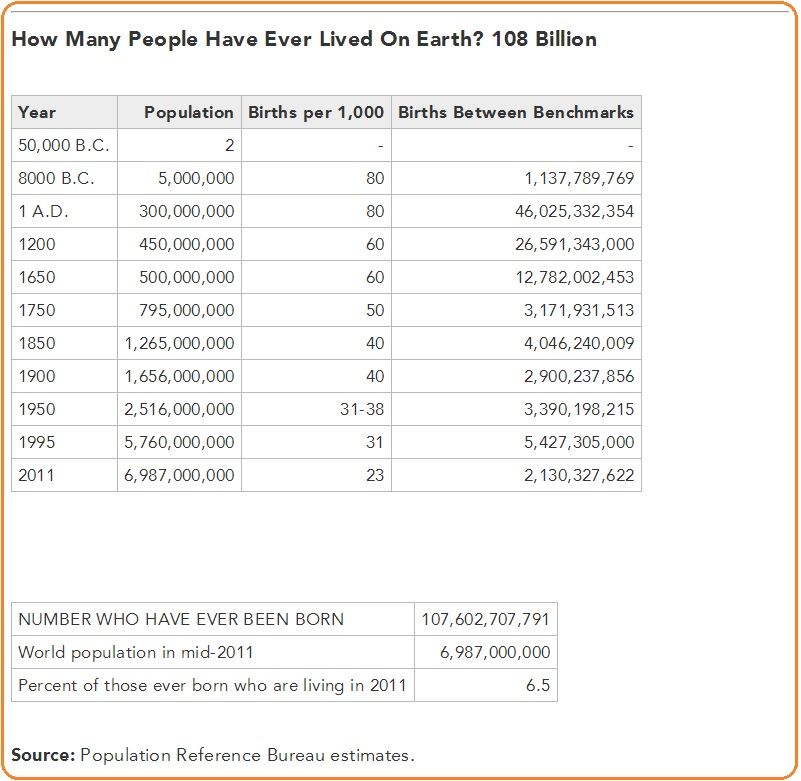 How Many People Have Ever Lived On Earth? 108 Billion
Year Population Births per 1,000 Births Between Benchmarks
50,000 B.C. 2 - -
8000 B.C. 5,000,000 80 1,137,789,769
1 A.D. 300,000,000 80 46,025,332,354
1200 450,000,000 60 26,591,343,000
1650 500,000,000 60 12,782,002,453
1750 795,000,000 50 3,171,931,513
1850 1,265,000,000 40 4,046,240,009
1900 1,656,000,000 40 2,900,237,856
1950 2,516,000,000 31-38 3,390,198,215
1995 5,760,000,000 31 5,427,305,000
2011 6,987,000,000 23 2,130,327,622
NUMBER WHO HAVE EVER BEEN BORN 107,602,707,791
World population in mid-2011 6,987,000,000
Percent of those ever born who are living in 2011 6.5
Source: Population Reference Bureau estimates.